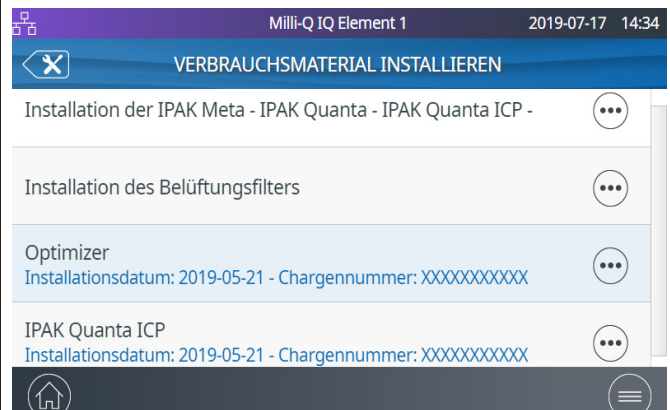 Milli-Q IQ Element 1 2019-07-17 14:34
VERBRAUCHSMATERIAL INSTALLIEREN
Installation der IPAK Meta - IPAK Quanta - IPAK Quanta ICP -
Installation des Belüftungsfilters
Optimizer
Installationsdatum: 2019-05-21 - Chargennummer: XXXXXXXXXXX
IPAK Quanta ICP
Installationsdatum: 2019-05-21 - Chargennummer: XXXXXXXXXXX